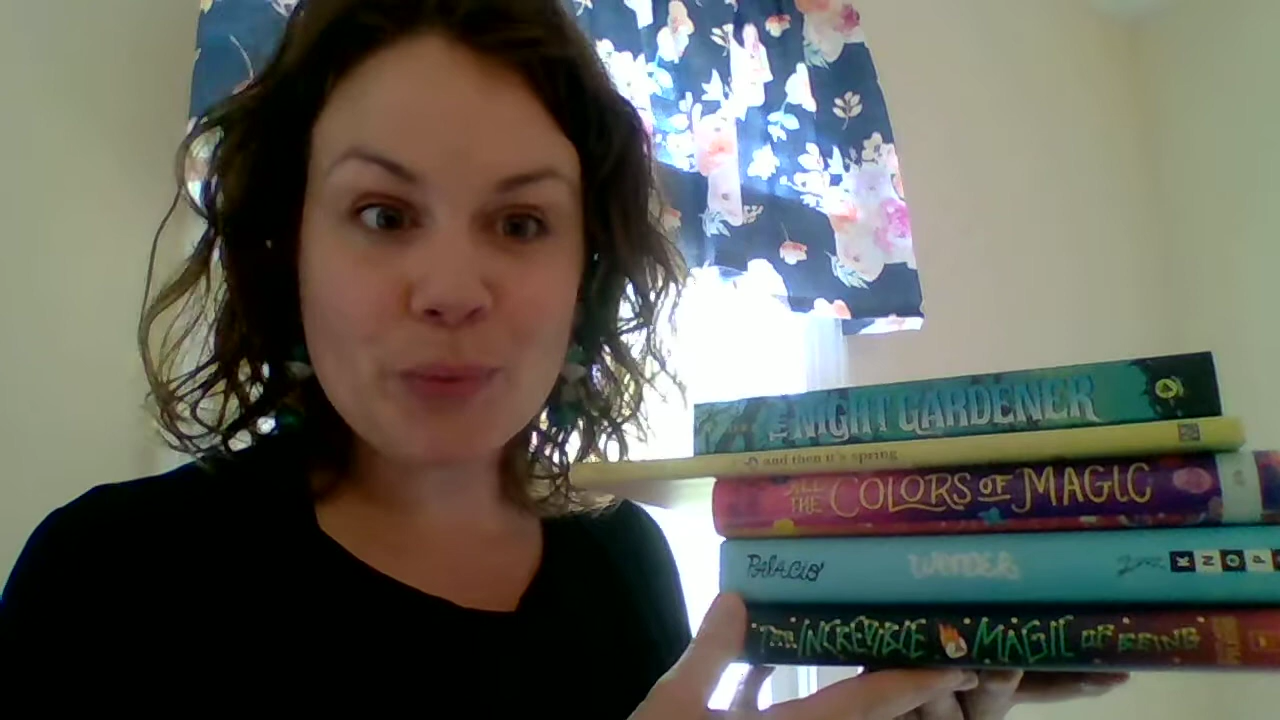 THE NIGHT GARDENER
and then it's spring
ALL THE COLORS OF MAGIC
PALACIO WONDER KNOP
THE INCREDIBLE MAGIC OF BEING